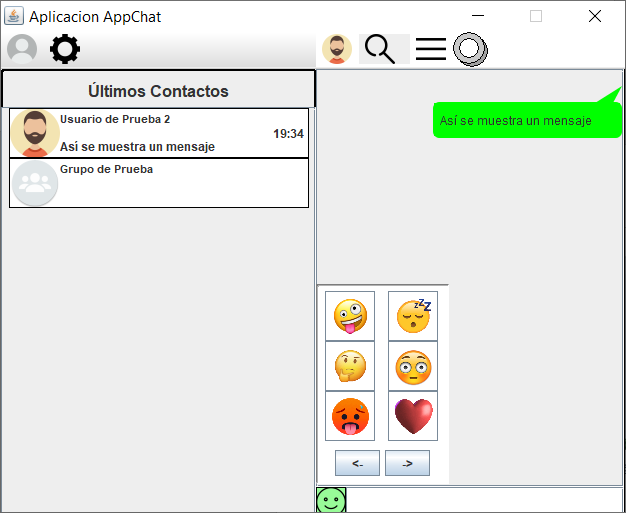 Aplicacion AppChat
Últimos Contactos
Usuario de Prueba 2
19:34
Así se muestra un mensaje
Grupo de Prueba
Así se muestra un mensaje
zZZ
<-
->